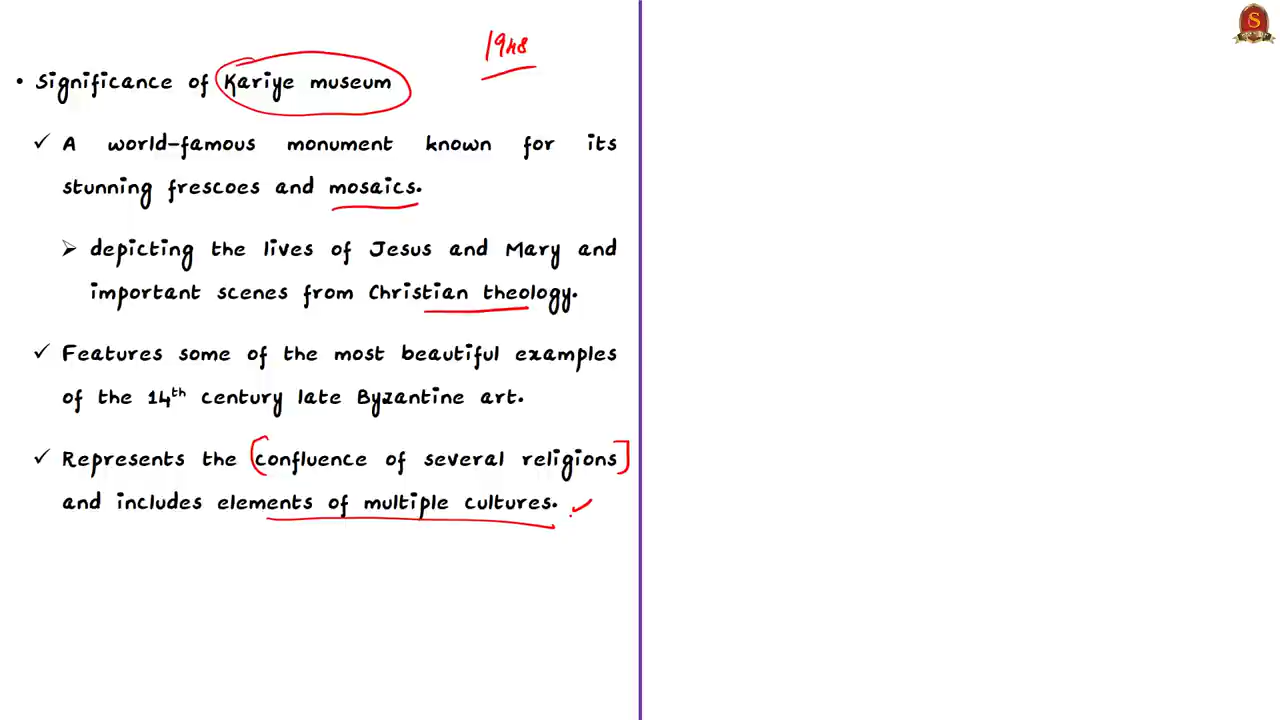 1948
• Significance of Kariye museum
✓ A world-famous monument known for its
stunning frescoes and mosaics.
➢ depicting the lives of Jesus and Mary and
important scenes from Christian theology.
✓ Features some of the most beautiful examples
of the 14th century late Byzantine art.
✓ Represents the [confluence of several religions]
and includes elements of multiple cultures.
S